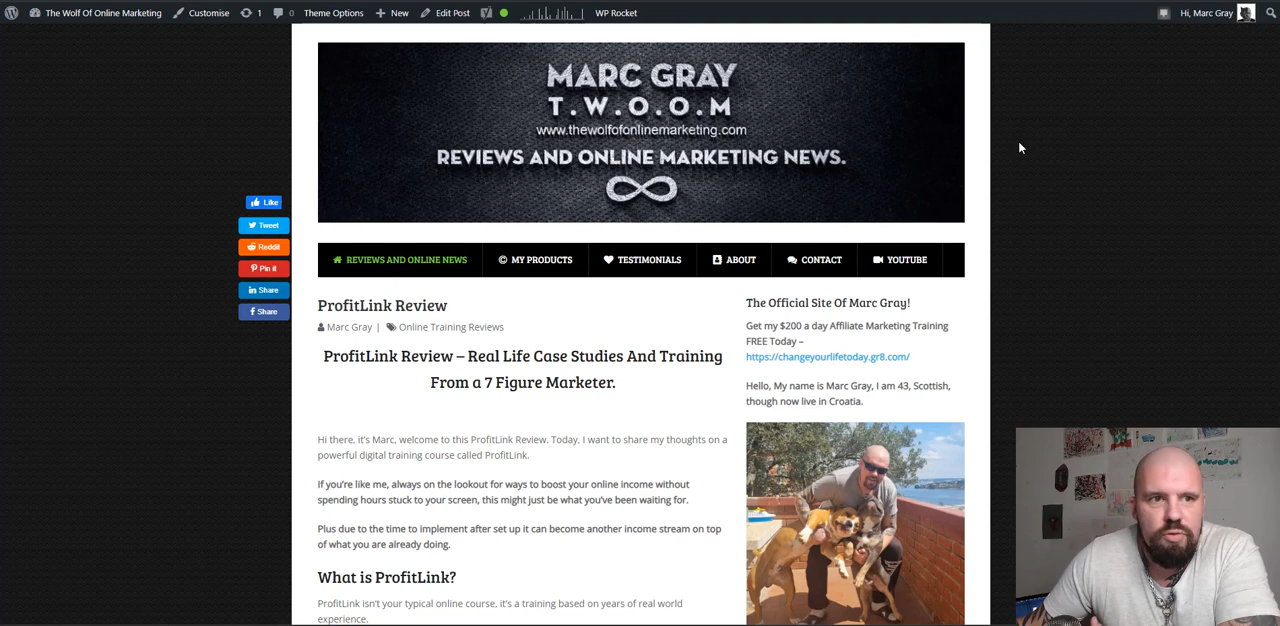 The Wolf Of Online Marketing
Customise
1
0
Theme Options
New
Edit Post
WP Rocket
Hi, Marc Gray
MARC GRAY
T.W.O.O.M
www.thewolfofonlinemarketing.com
REVIEWS AND ONLINE MARKETING NEWS.
Like
Tweet
Reddit
Pin it
Share
Share
REVIEWS AND ONLINE NEWS
MY PRODUCTS
TESTIMONIALS
ABOUT
CONTACT
YOUTUBE
ProfitLink Review
Marc Gray | Online Training Reviews
ProfitLink Review – Real Life Case Studies And Training
From a 7 Figure Marketer.
Hi there, it's Marc, welcome to this ProfitLink Review. Today, I want to share my thoughts on a
powerful digital training course called ProfitLink.
If you're like me, always on the lookout for ways to boost your online income without
spending hours stuck to your screen, this might just be what you've been waiting for.
Plus due to the time to implement after set up it can become another income stream on top
of what you are already doing.
What is ProfitLink?
ProfitLink isn't your typical online course, it's a training based on years of real world
experience.
The Official Site Of Marc Gray!
Get my $200 a day Affiliate Marketing Training
FREE Today –
https://changeyourlifetoday.gr8.com/
Hello, My name is Marc Gray, I am 43, Scottish,
though now live in Croatia.